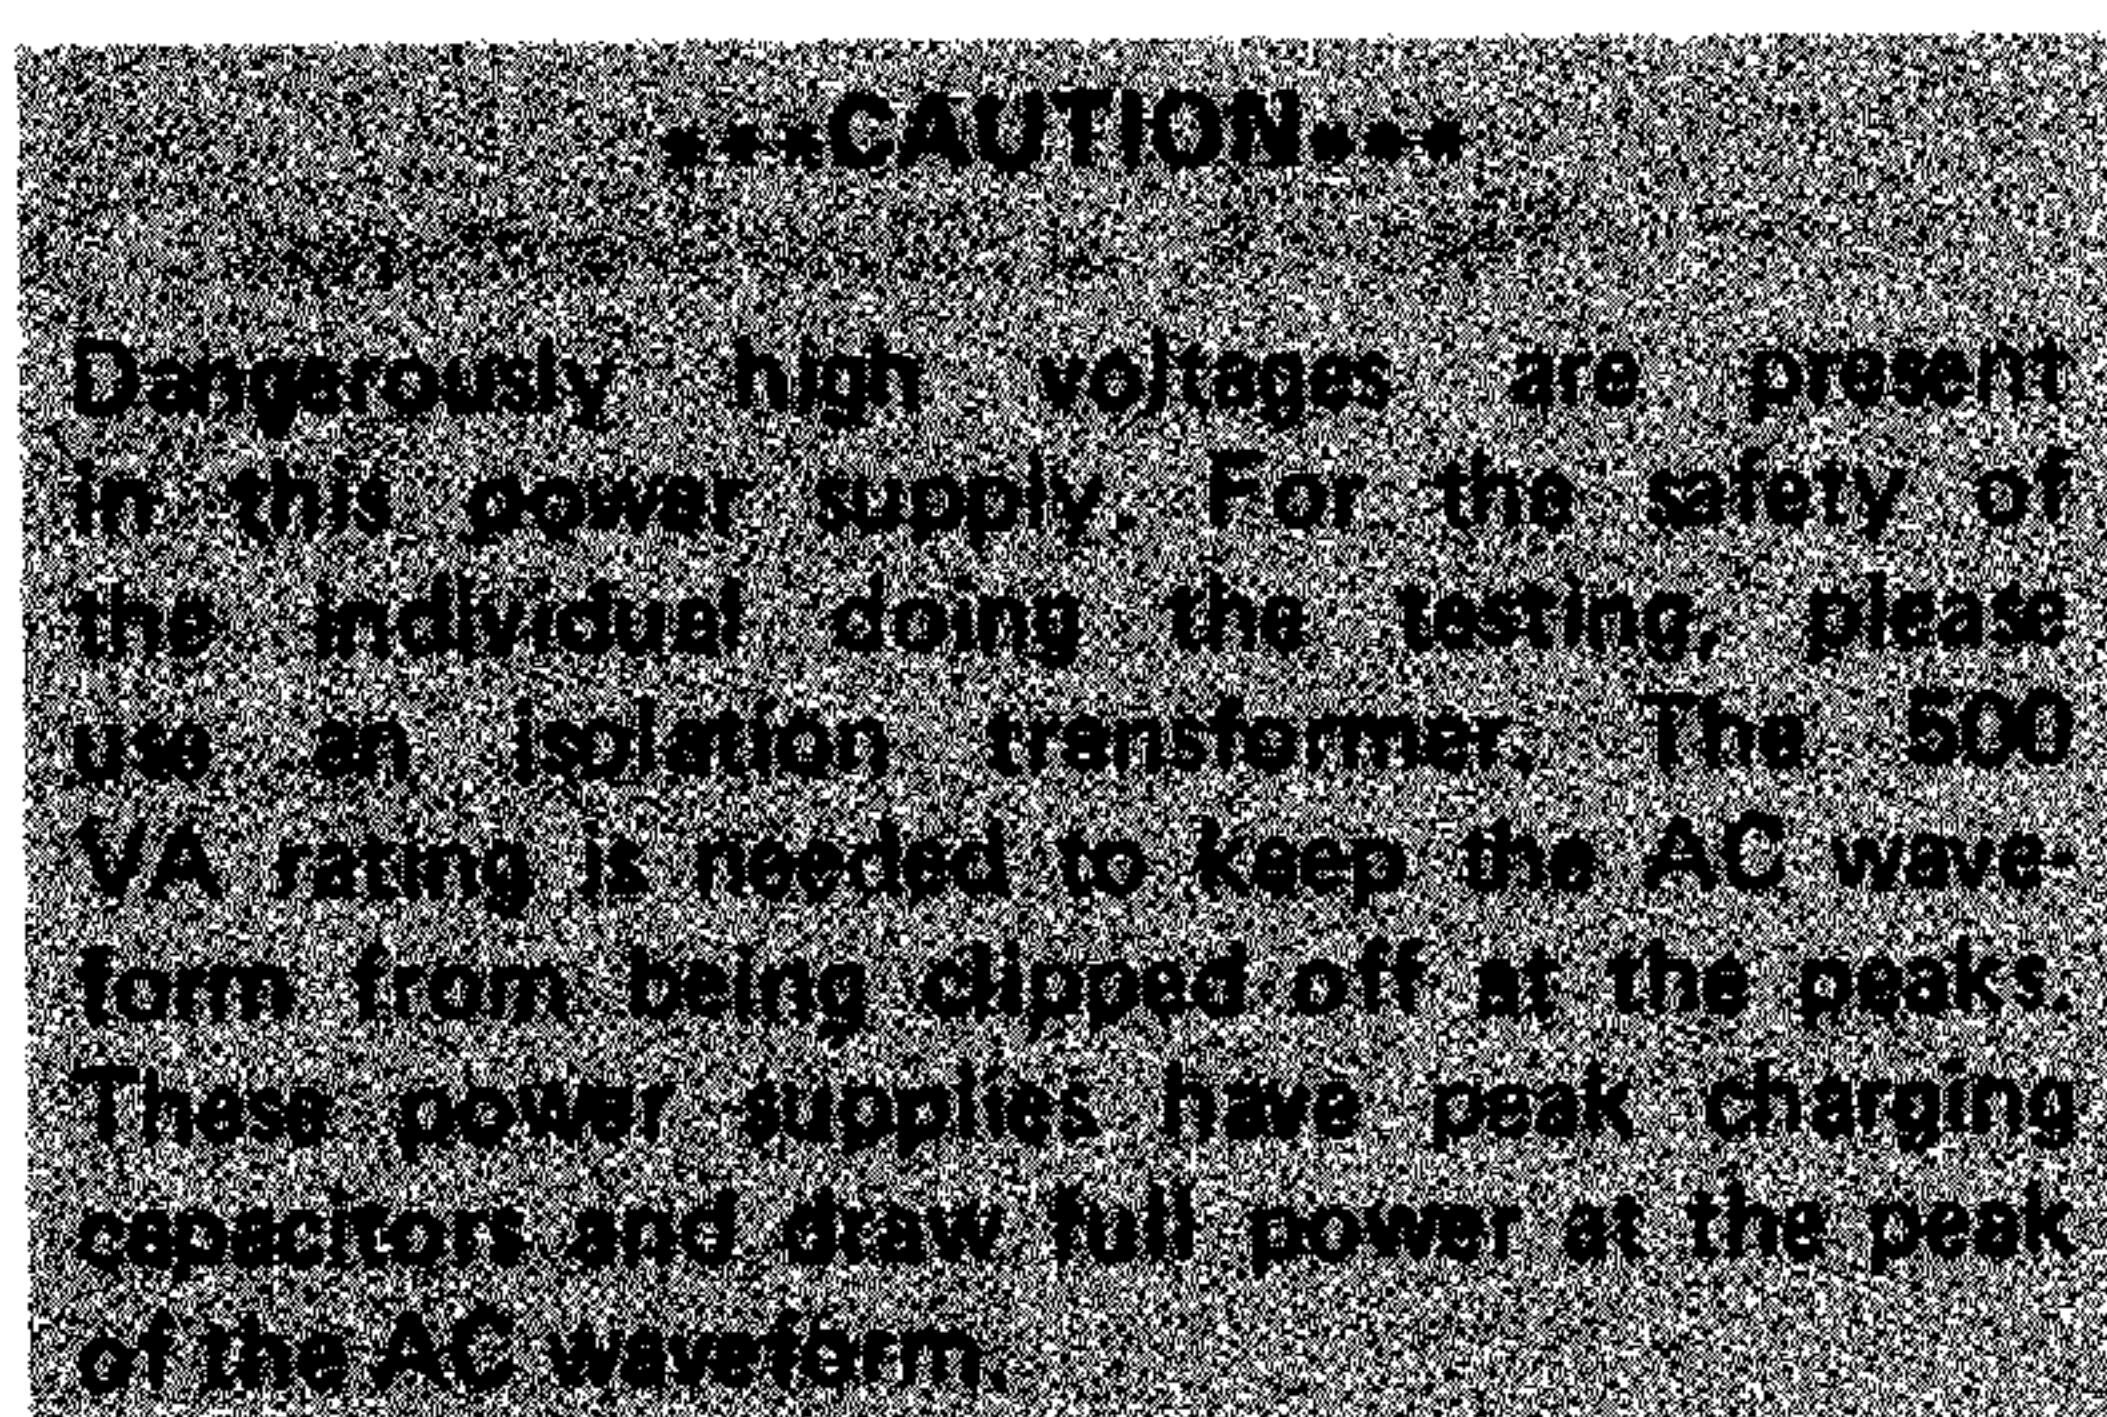 ***CAUTION***
Dangerously high voltages are present
in this power supply. For the safety of
the individual doing the testing, please
use an isolation transformer. The 500
VA rating is needed to keep the AC wave-
form from being clipped off at the peaks.
These power supplies have peak charging
capacitors and draw full power at the peak
of the AC waveform.